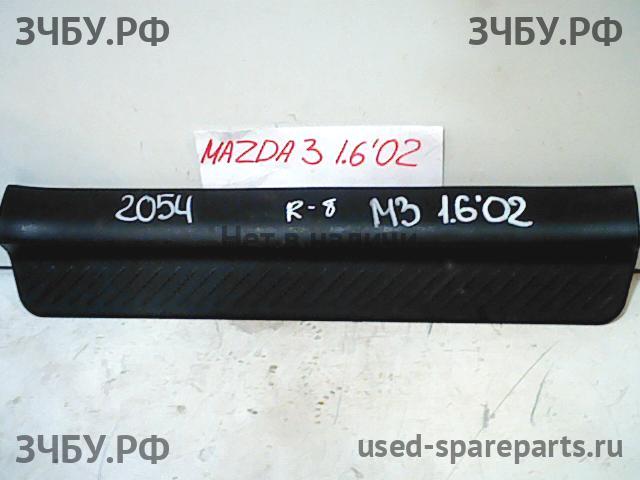 ЗЧБУ.РФ ЗЧБУ.РФ
MAZDA 3 1.6'02
2054 R-8 M3 1.6'02
Нет в наличии
ЗЧБУ.РФ used-spareparts.ru